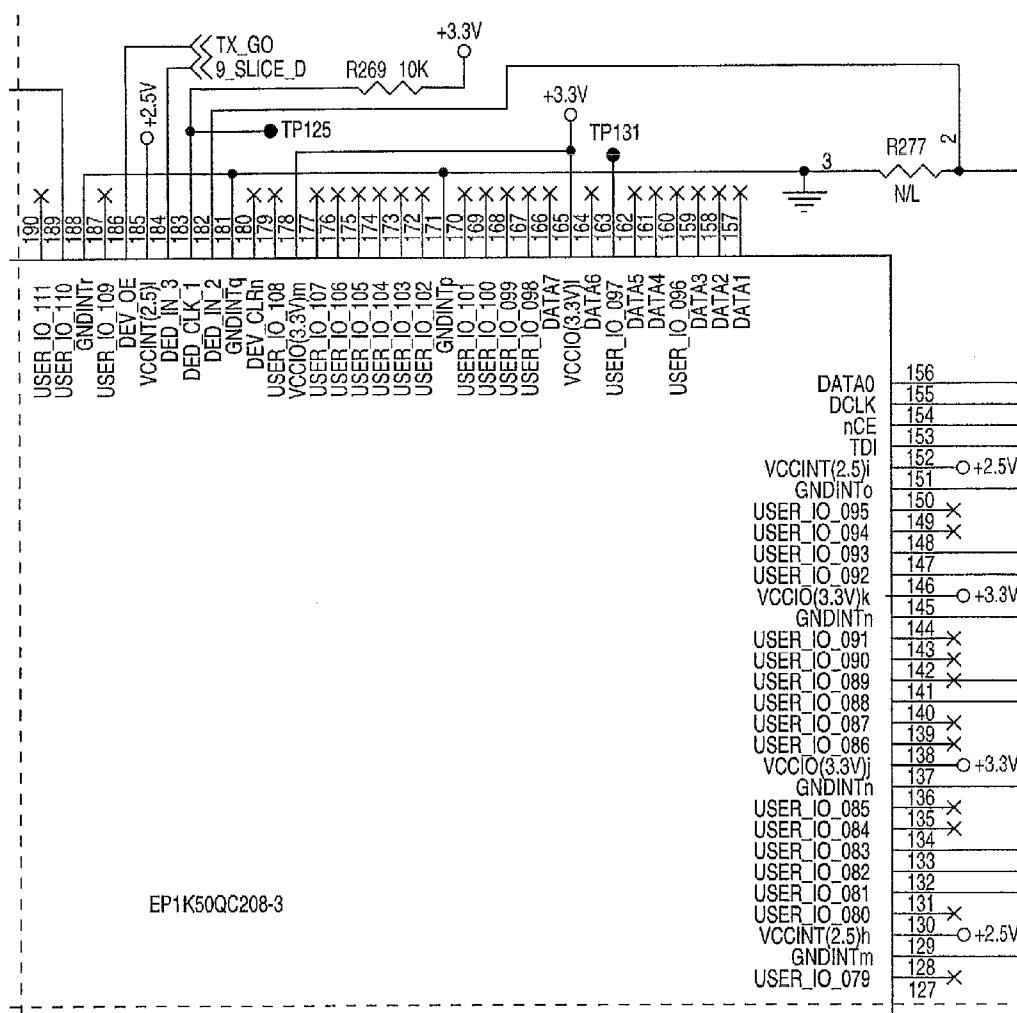 TX_GO
9_SLICE_D
+2.5V
R269 10K
+3.3V
TP125
+3.3V
TP131
R277
N/L
2
3
190
189
188
187
186
185
184
183
182
181
180
179
178
177
176
175
174
173
172
171
170
169
168
167
166
165
164
163
162
161
160
159
158
157
USER_IO_111
USER_IO_110
GNDINTr
USER_IO_109
DEV_OE
VCCINT(2.5)l
DED_IN_3
DED_CLK_1
DED_IN_2
GNDINTq
DEV_CLRn
USER_IO_108
VCCIO(3.3V)m
USER_IO_107
USER_IO_106
USER_IO_105
USER_IO_104
USER_IO_103
USER_IO_102
GNDINTp
USER_IO_101
USER_IO_100
USER_IO_099
USER_IO_098
DATA7
VCCIO(3.3V)l
DATA6
USER_IO_097
DATA5
DATA4
USER_IO_096
DATA3
DATA2
DATA1
DATA0 156
DCLK 155
nCE 154
TDI 153
VCCINT(2.5)i 152 +2.5V
GNDINTo 151
USER_IO_095 150
USER_IO_094 149
USER_IO_093 148
USER_IO_092 147
VCCIO(3.3V)k 146 +3.3V
GNDINTn 145
USER_IO_091 144
USER_IO_090 143
USER_IO_089 142
USER_IO_088 141
USER_IO_087 140
USER_IO_086 139
VCCIO(3.3V)j 138 +3.3V
GNDINTn 137
USER_IO_085 136
USER_IO_084 135
USER_IO_083 134
USER_IO_082 133
USER_IO_081 132
USER_IO_080 131
VCCINT(2.5)h 130 +2.5V
GNDINTm 129
USER_IO_079 128
127
EP1K50QC208-3